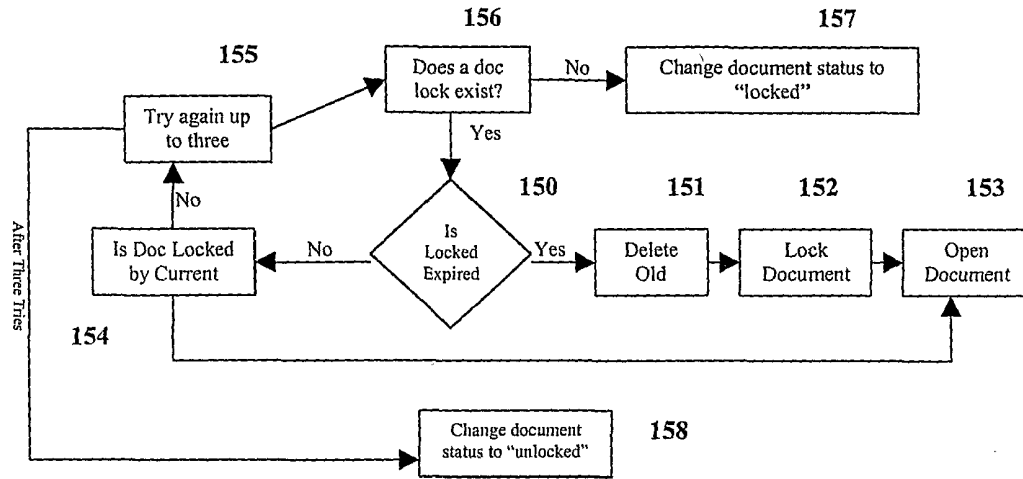 156
157
155
Does a doc
lock exist?
No
Change document status to
"locked"
Try again up
to three
Yes
150
151
152
153
No
Is Doc Locked
by Current
No
Is
Locked
Expired
Yes
Delete
Old
Lock
Document
Open
Document
After Three Tries
154
Change document
status to "unlocked"
158